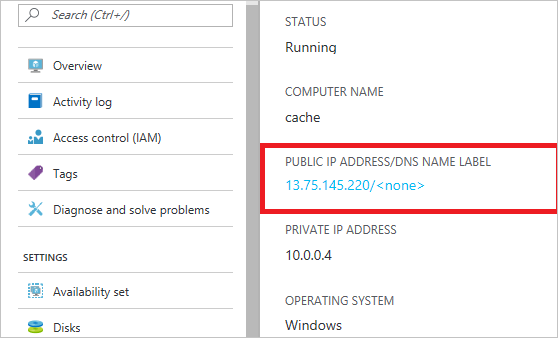 Search (Ctrl+/)
Overview
Activity log
Access control (IAM)
Tags
Diagnose and solve problems
SETTINGS
Availability set
Disks
STATUS
Running
COMPUTER NAME
cache
PUBLIC IP ADDRESS/DNS NAME LABEL
13.75.145.220/<none>
PRIVATE IP ADDRESS
10.0.0.4
OPERATING SYSTEM
Windows